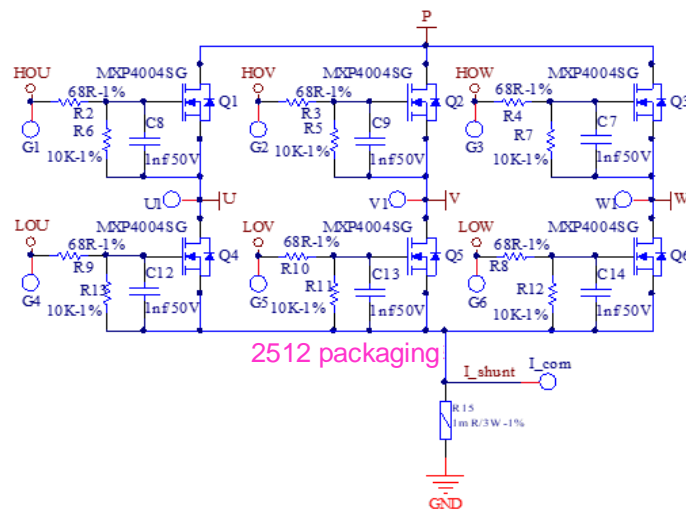 P
HOU
MXP4004SG
HOV
MXP4004SG
HOW
MXP4004SG
68R-1%
R2
R6
C8
Q1
68R-1%
R3
R5
C9
Q2
68R-1%
R4
R7
C7
Q3
G1
10K-1%
1nf50V
G2
10K-1%
1nf50V
G3
10K-1%
1nf50V
U1
U
V1
V
W1
W
LOU
MXP4004SG
LOV
MXP4004SG
LOW
MXP4004SG
68R-1%
R9
R13
C12
Q4
68R-1%
R10
R11
C13
Q5
68R-1%
R8
R12
C14
Q6
G4
10K-1%
1nf50V
G5
10K-1%
1nf50V
G6
10K-1%
1nf50V
2512 packaging
I_shunt
I_com
R15
1mR/3W-1%
GND